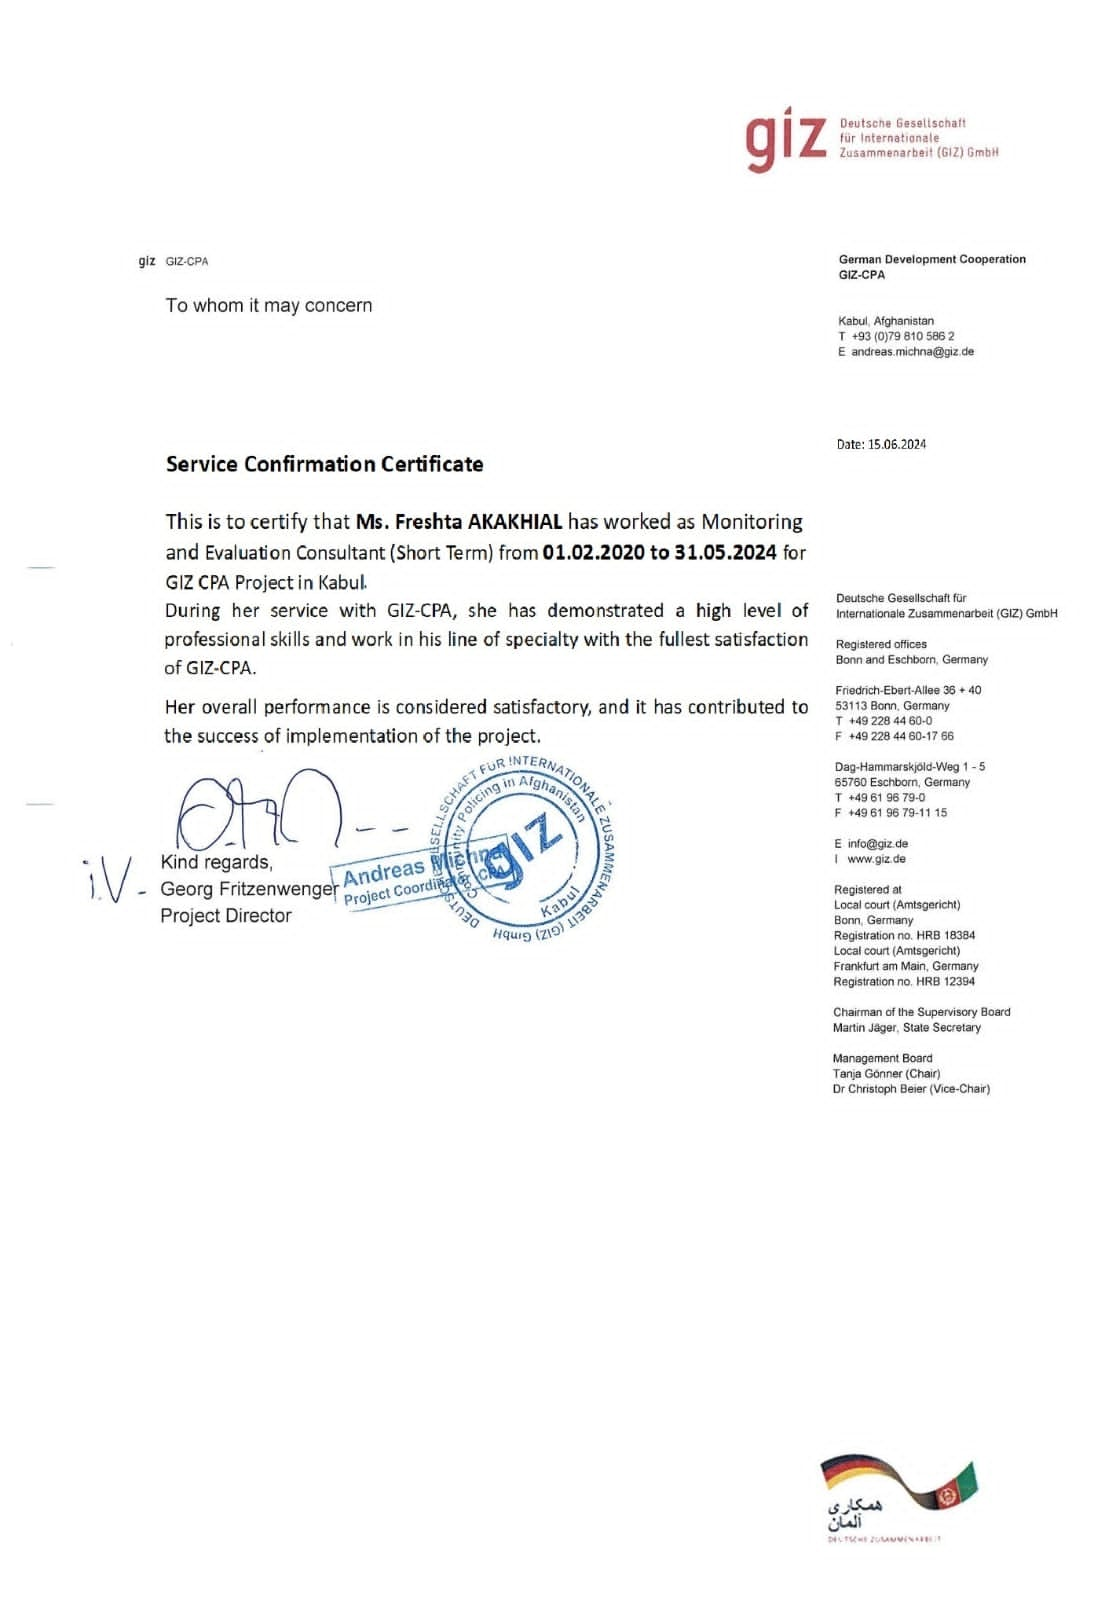 giz
Deutsche Gesellschaft
für Internationale
Zusammenarbeit (GIZ) GmbH
giz GIZ-CPA
To whom it may concern
German Development Cooperation
GIZ-CPA
Kabul, Afghanistan
T +93 (0)79 810 586 2
E andreas.michna@giz.de
Date: 15.06.2024
Service Confirmation Certificate
This is to certify that Ms. Freshta AKAKHIAL has worked as Monitoring
and Evaluation Consultant (Short Term) from 01.02.2020 to 31.05.2024 for
GIZ CPA Project in Kabul.
During her service with GIZ-CPA, she has demonstrated a high level of
professional skills and work in his line of specialty with the fullest satisfaction
of GIZ-CPA.
Her overall performance is considered satisfactory, and it has contributed to
the success of implementation of the project.
i.V -
Kind regards,
Georg Fritzenwenger
Project Director
Andreas Michna
Project Coordinator CPA
DEUTSCHE GESELLSCHAFT FÜR INTERNATIONALE ZUSAMMENARBEIT (GIZ) GmbH
Community Policing in Afghanistan
giz
Kabul
Deutsche Gesellschaft für
Internationale Zusammenarbeit (GIZ) GmbH
Registered offices
Bonn and Eschborn, Germany
Friedrich-Ebert-Allee 36 + 40
53113 Bonn, Germany
T +49 228 44 60-0
F +49 228 44 60-17 66
Dag-Hammarskjöld-Weg 1 - 5
65760 Eschborn, Germany
T +49 61 96 79-0
F +49 61 96 79-11 15
E info@giz.de
I www.giz.de
Registered at
Local court (Amtsgericht)
Bonn, Germany
Registration no. HRB 18384
Local court (Amtsgericht)
Frankfurt am Main, Germany
Registration no. HRB 12394
Chairman of the Supervisory Board
Martin Jäger, State Secretary
Management Board
Tanja Gönner (Chair)
Dr Christoph Beier (Vice-Chair)
همکاری
آلمان
DEUTSCHE ZUSAMMENARBEIT